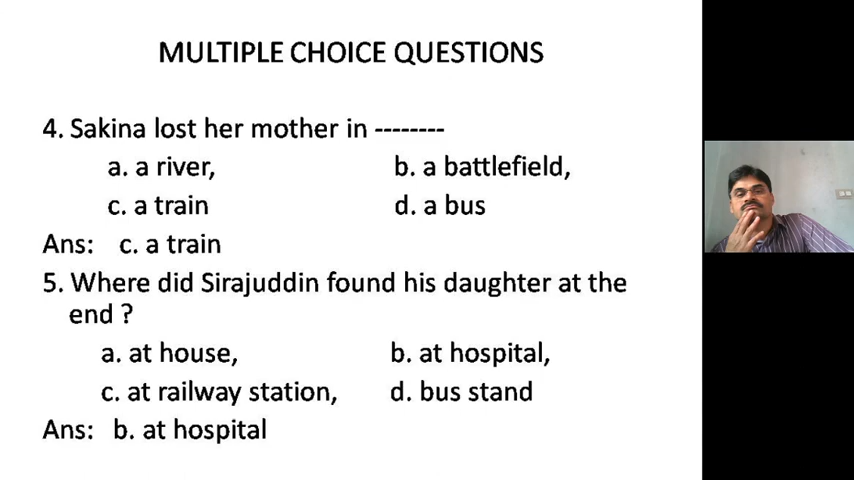 MULTIPLE CHOICE QUESTIONS
4. Sakina lost her mother in --------
a. a river, b. a battlefield,
c. a train d. a bus
Ans: c. a train
5. Where did Sirajuddin found his daughter at the
end ?
a. at house, b. at hospital,
c. at railway station, d. bus stand
Ans: b. at hospital